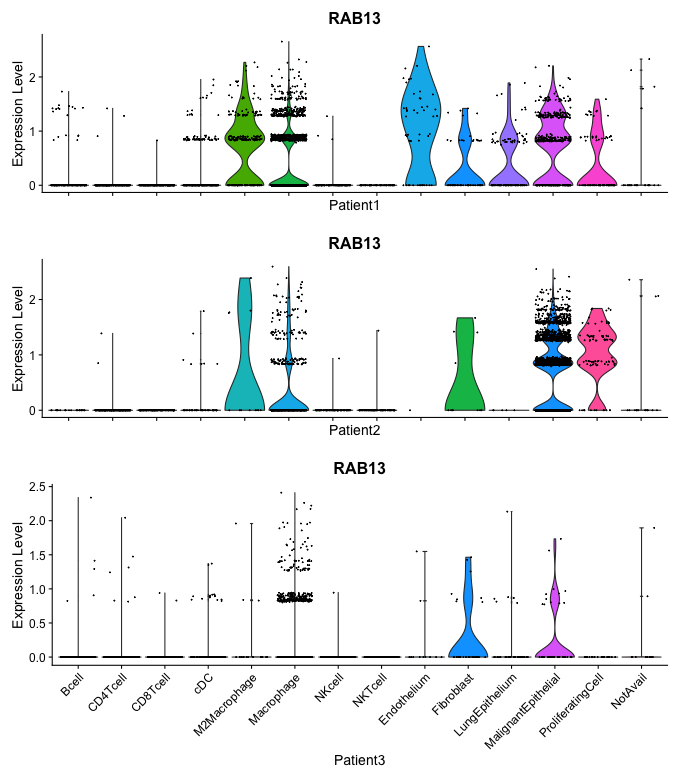 RAB13
Expression Level
2
1
0
Patient1
RAB13
Expression Level
2
1
0
Patient2
RAB13
Expression Level
2.5
2.0
1.5
1.0
0.5
0.0
Bcell
CD4Tcell
CD8Tcell
cDC
M2Macrophage
Macrophage
NKcell
NKTcell
Endothelium
Fibroblast
LungEpithelium
MalignantEpithelial
ProliferatingCell
NotAvail
Patient3